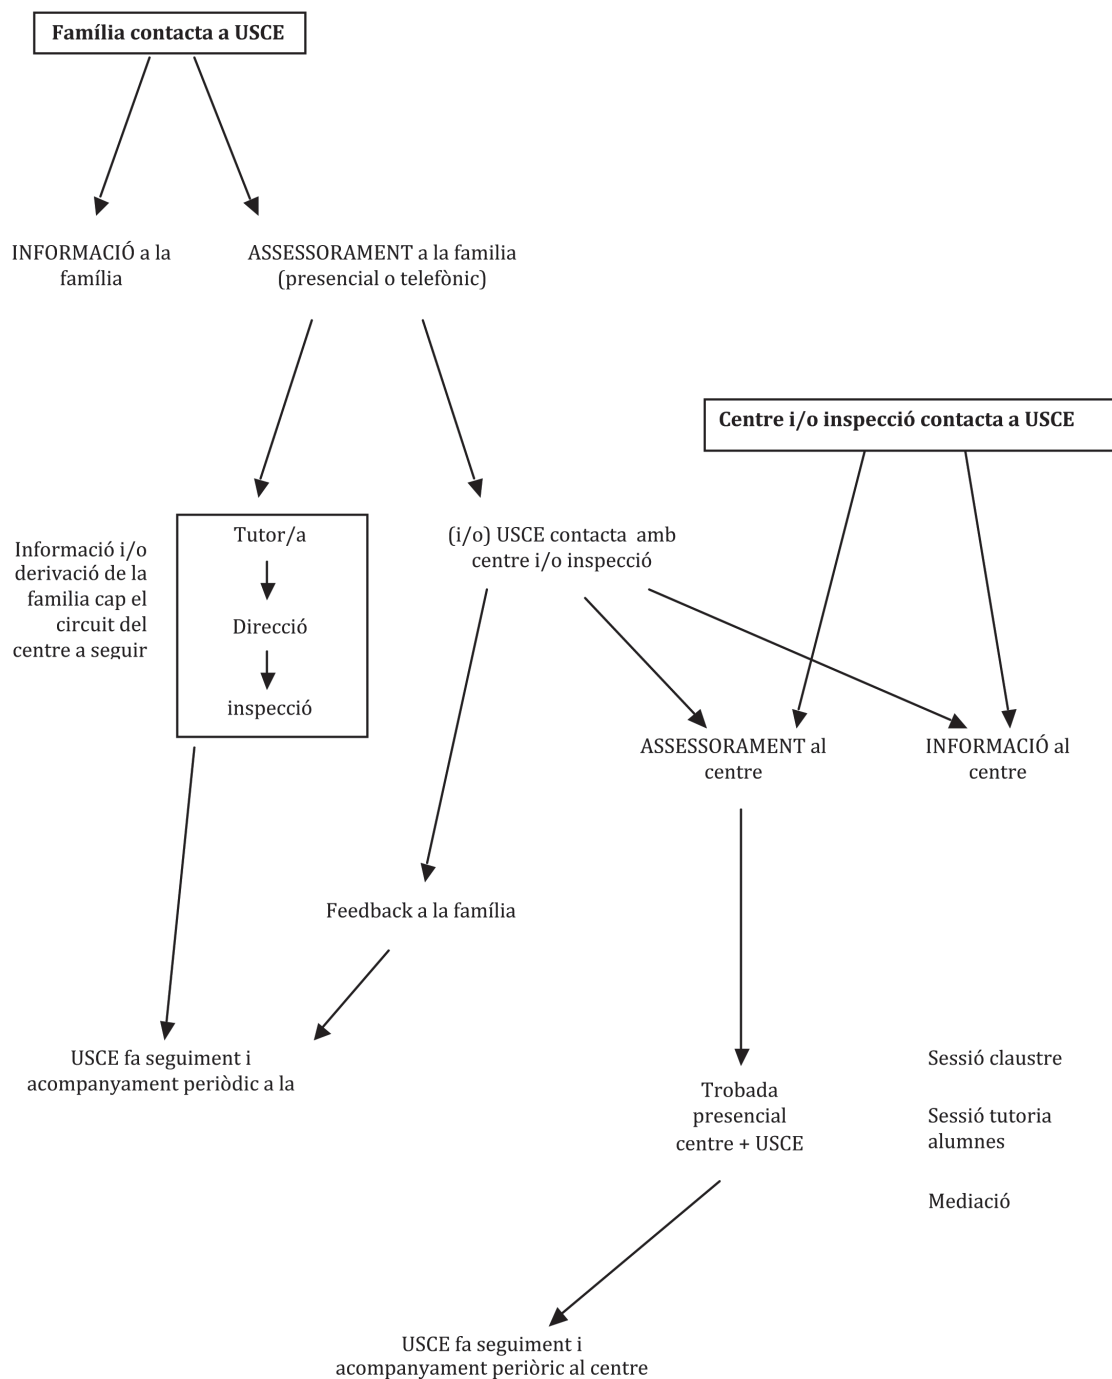 Família contacta a USCE
INFORMACIÓ a la
família
ASSESSORAMENT a la familia
(presencial o telefònic)
Centre i/o inspecció contacta a USCE
Informació i/o
derivació de la
familia cap el
circuit del
centre a seguir
Tutor/a
Direcció
inspecció
(i/o) USCE contacta amb
centre i/o inspecció
ASSESSORAMENT al
centre
INFORMACIÓ al
centre
Feedback a la família
USCE fa seguiment i
acompanyament periòdic a la
Trobada
presencial
centre + USCE
Sessió claustre
Sessió tutoria
alumnes
Mediació
USCE fa seguiment i
acompanyament periòric al centre